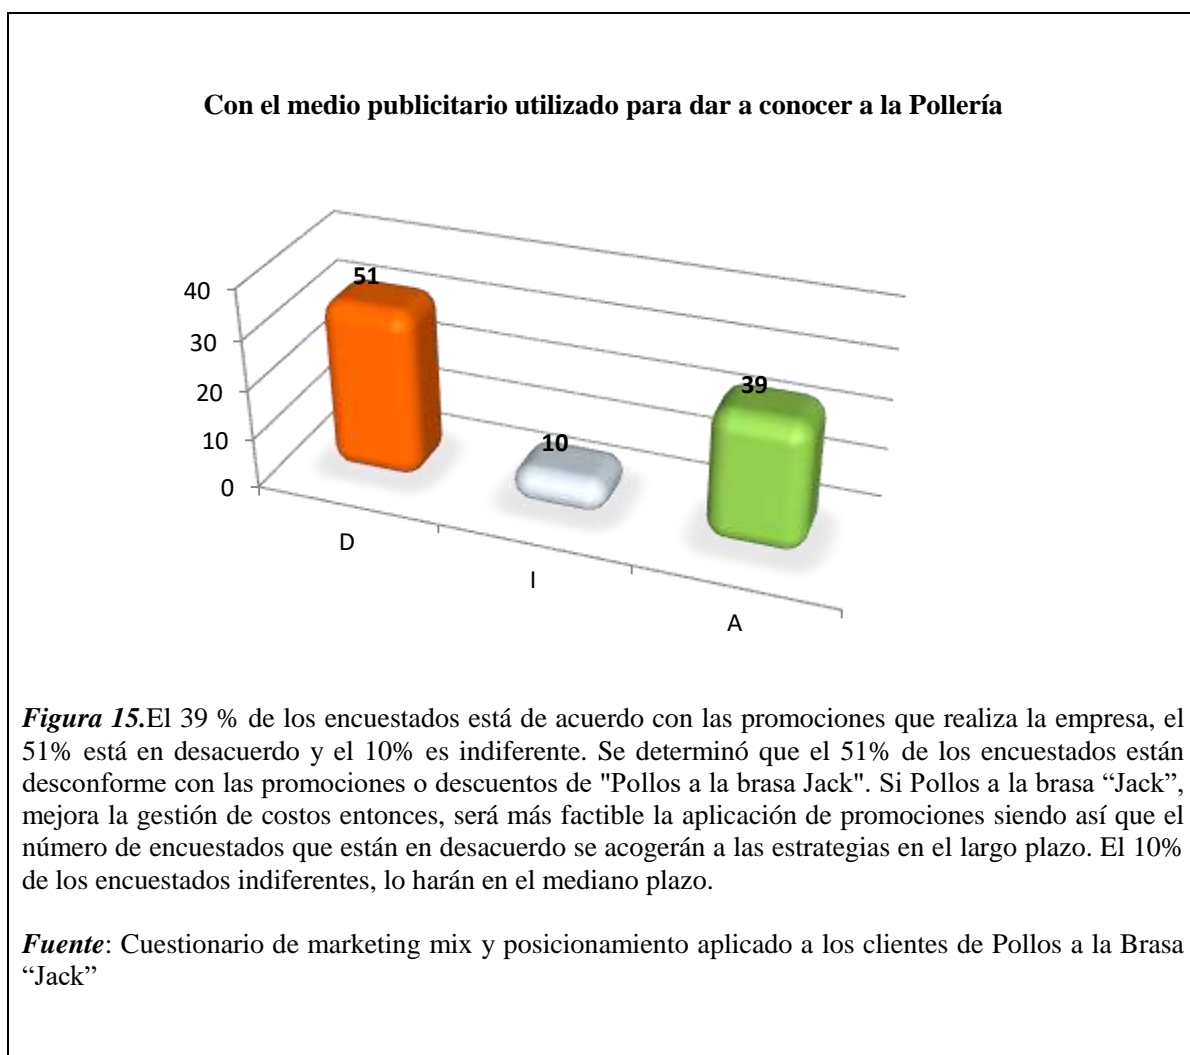 Con el medio publicitario utilizado para dar a conocer a la Pollería
51
40
39
30
20
10
10
0
D
I
A
Figura 15.El 39 % de los encuestados está de acuerdo con las promociones que realiza la empresa, el
51% está en desacuerdo y el 10% es indiferente. Se determinó que el 51% de los encuestados están
desconforme con las promociones o descuentos de "Pollos a la brasa Jack". Si Pollos a la brasa “Jack”,
mejora la gestión de costos entonces, será más factible la aplicación de promociones siendo así que el
número de encuestados que están en desacuerdo se acogerán a las estrategias en el largo plazo. El 10%
de los encuestados indiferentes, lo harán en el mediano plazo.
Fuente: Cuestionario de marketing mix y posicionamiento aplicado a los clientes de Pollos a la Brasa
“Jack”